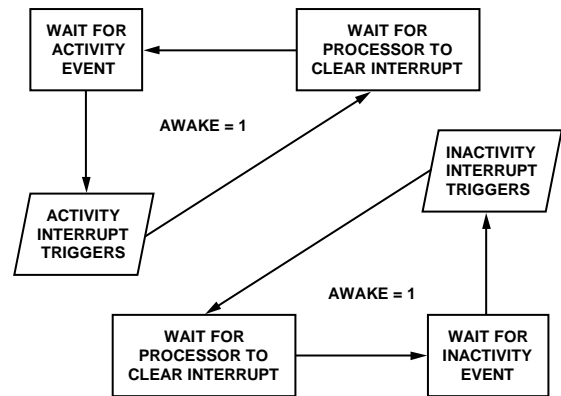 WAIT FOR
ACTIVITY
EVENT
WAIT FOR
PROCESSOR TO
CLEAR INTERRUPT
AWAKE = 1
INACTIVITY
INTERRUPT
TRIGGERS
ACTIVITY
INTERRUPT
TRIGGERS
AWAKE = 1
WAIT FOR
PROCESSOR TO
CLEAR INTERRUPT
WAIT FOR
INACTIVITY
EVENT